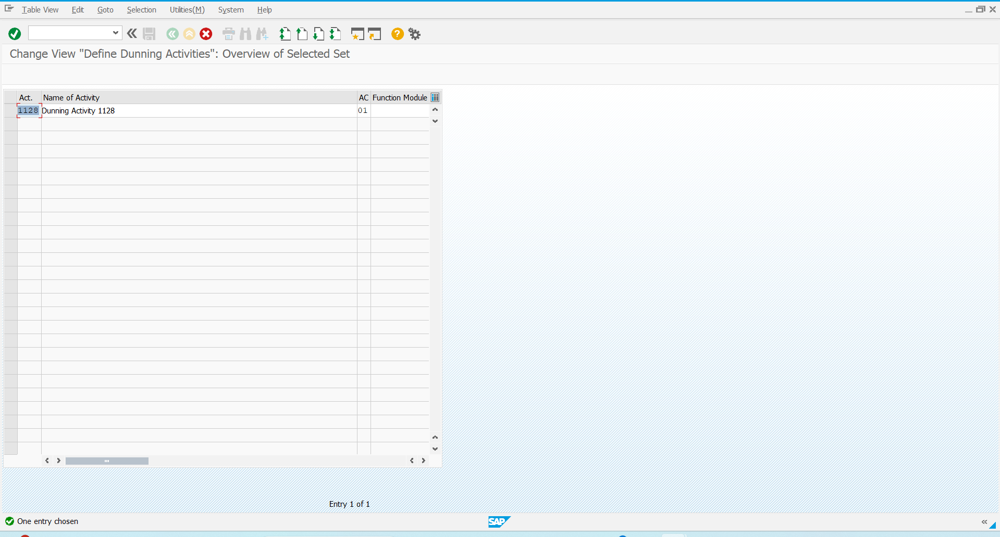 Table View Edit Goto Selection Utilities(M) System Help
Change View "Define Dunning Activities": Overview of Selected Set
Act. Name of Activity AC Function Module
1128 Dunning Activity 1128 01
Entry 1 of 1
One entry chosen
SAP